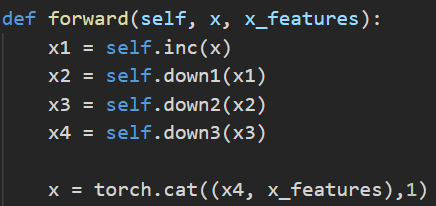 def forward(self, x, x_features):
    x1 = self.inc(x)
    x2 = self.down1(x1)
    x3 = self.down2(x2)
    x4 = self.down3(x3)

    x = torch.cat((x4, x_features),1)